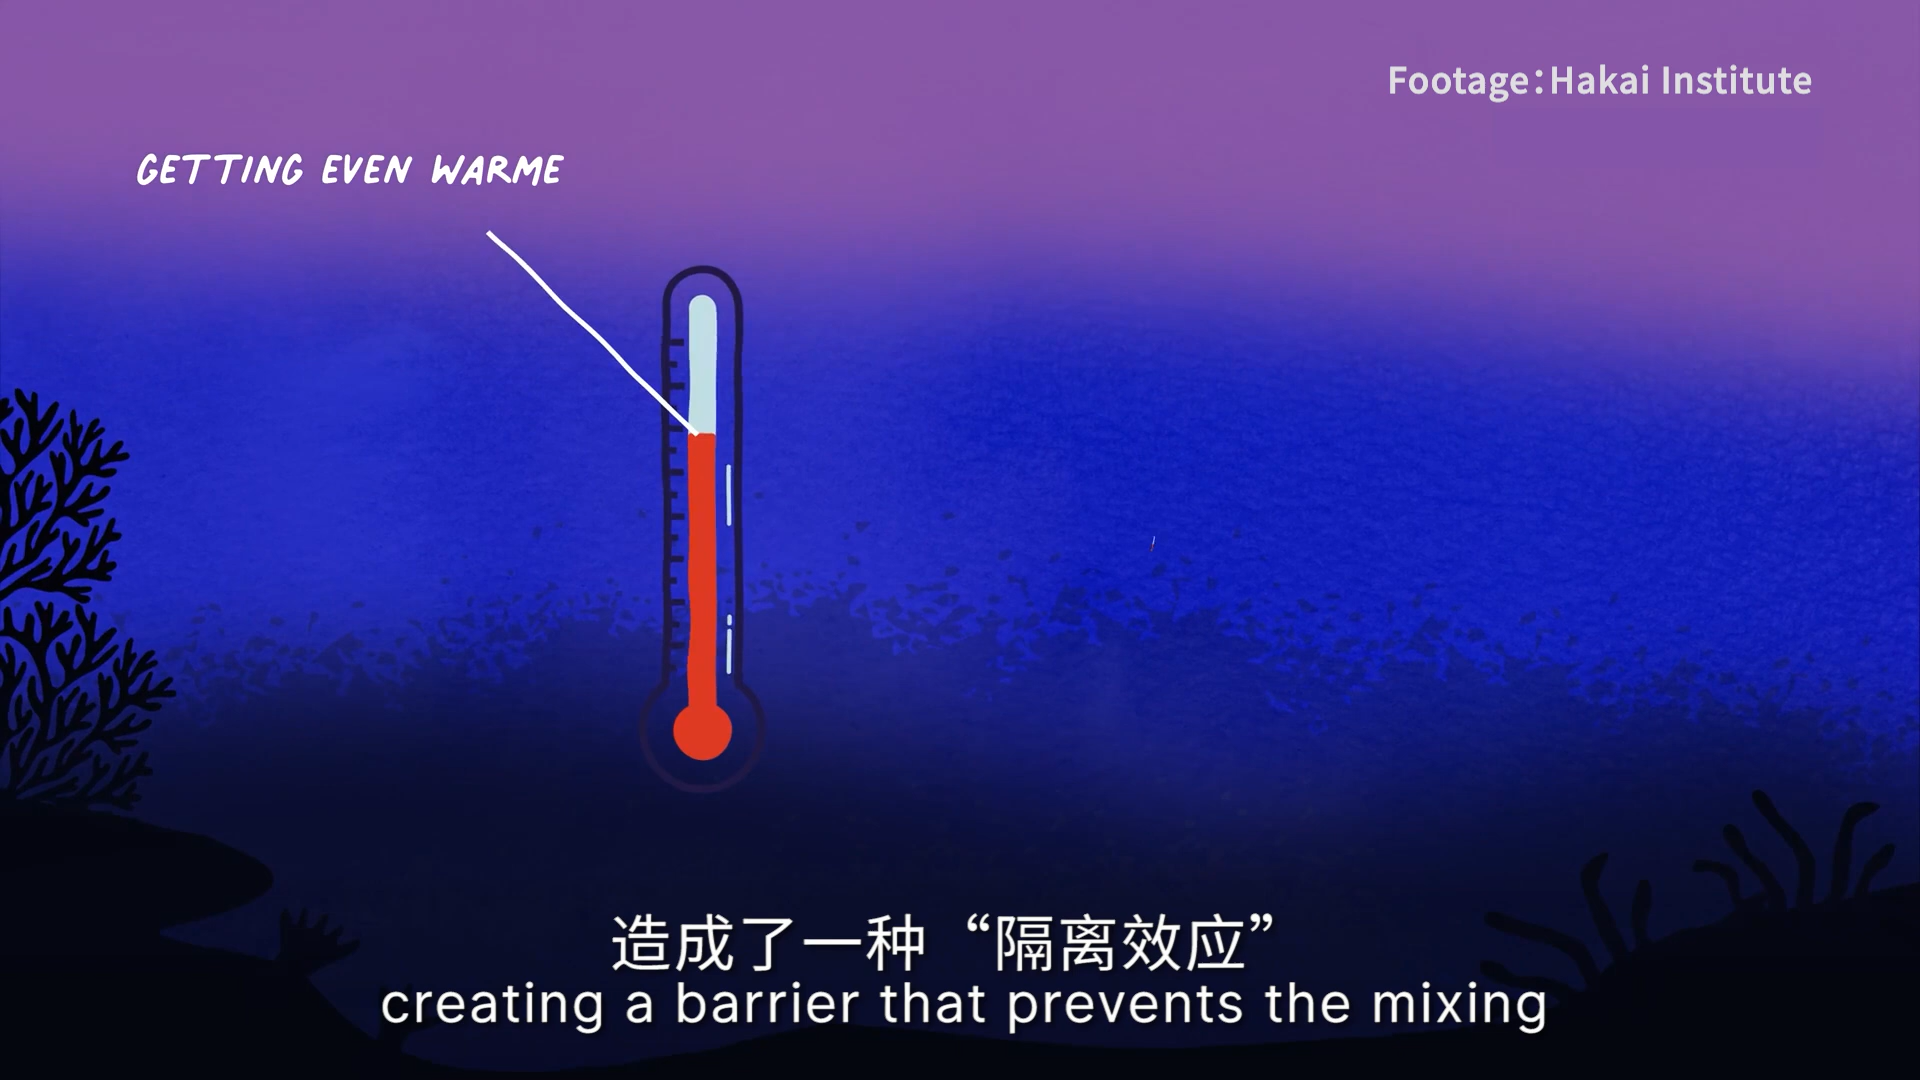 Footage:Hakai Institute
GETTING EVEN WARME
造成了一种“隔离效应”
creating a barrier that prevents the mixing